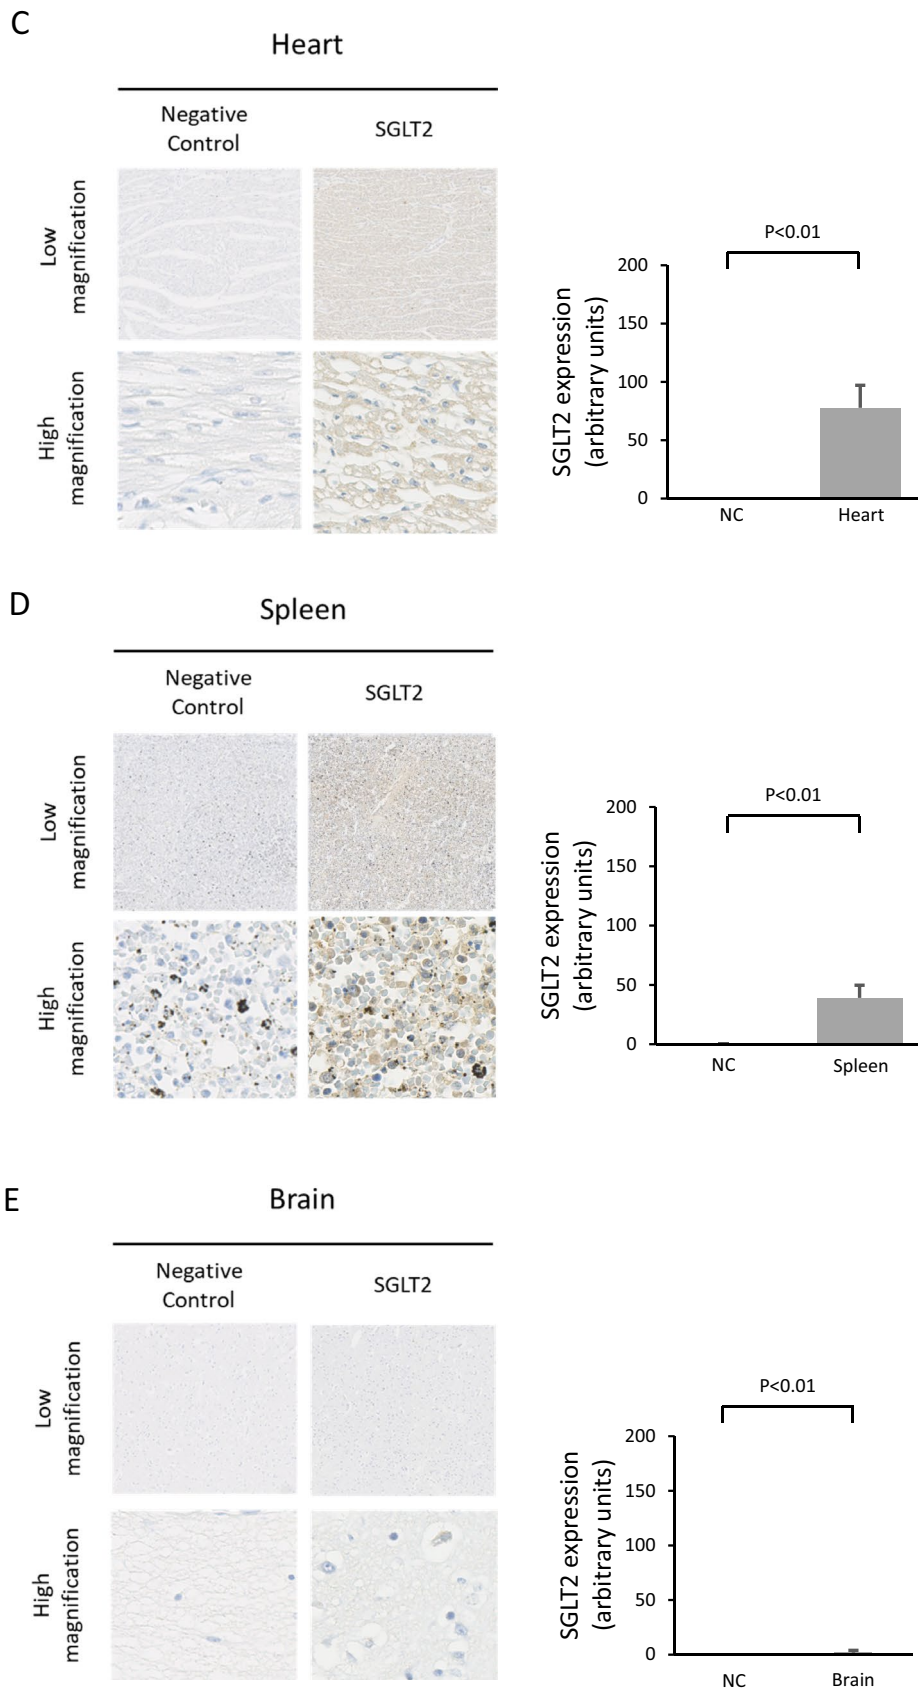 C
Heart
Negative
Control
SGLT2
Low
magnification
High
magnification
P<0.01
SGLT2 expression
(arbitrary units)
200
150
100
50
0
NC
Heart
D
Spleen
Negative
Control
SGLT2
Low
magnification
High
magnification
P<0.01
SGLT2 expression
(arbitrary units)
200
150
100
50
0
NC
Spleen
E
Brain
Negative
Control
SGLT2
Low
magnification
High
magnification
P<0.01
SGLT2 expression
(arbitrary units)
200
150
100
50
0
NC
Brain